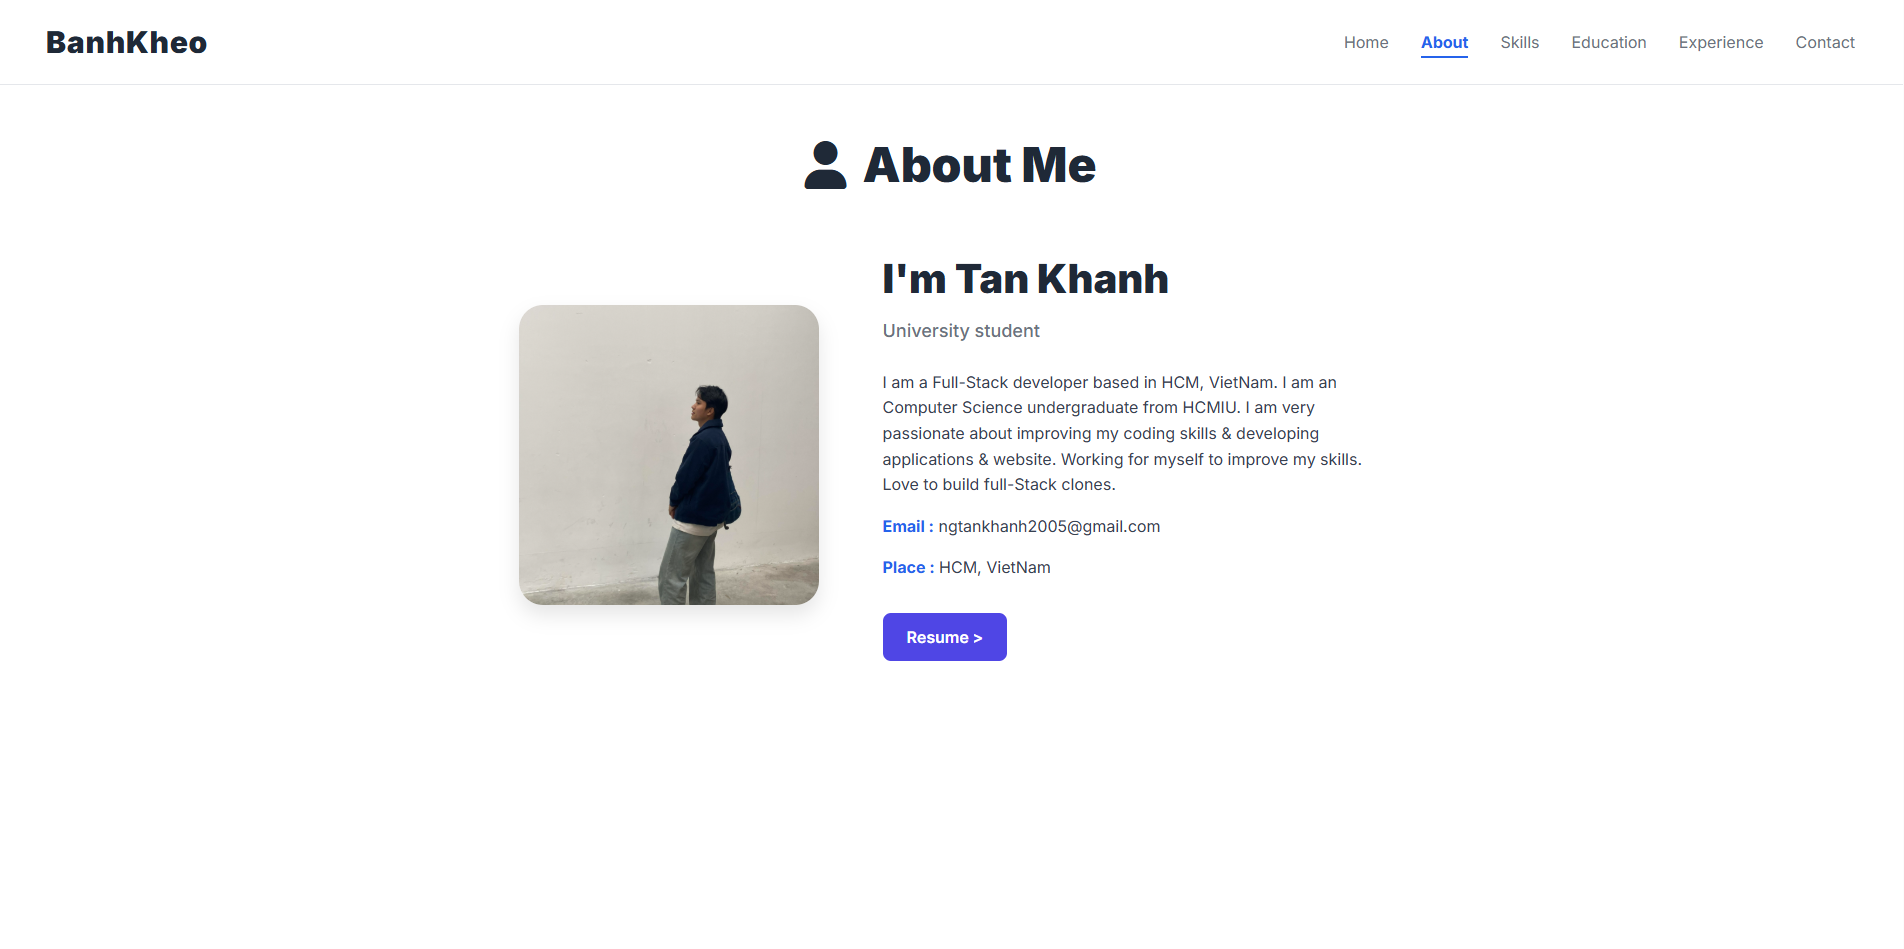 BanhKheo
Home
About
Skills
Education
Experience
Contact
About Me
I'm Tan Khanh
University student
I am a Full-Stack developer based in HCM, VietNam. I am an
Computer Science undergraduate from HCMIU. I am very
passionate about improving my coding skills & developing
applications & website. Working for myself to improve my skills.
Love to build full-Stack clones.
Email : ngtankhanh2005@gmail.com
Place : HCM, VietNam
Resume >